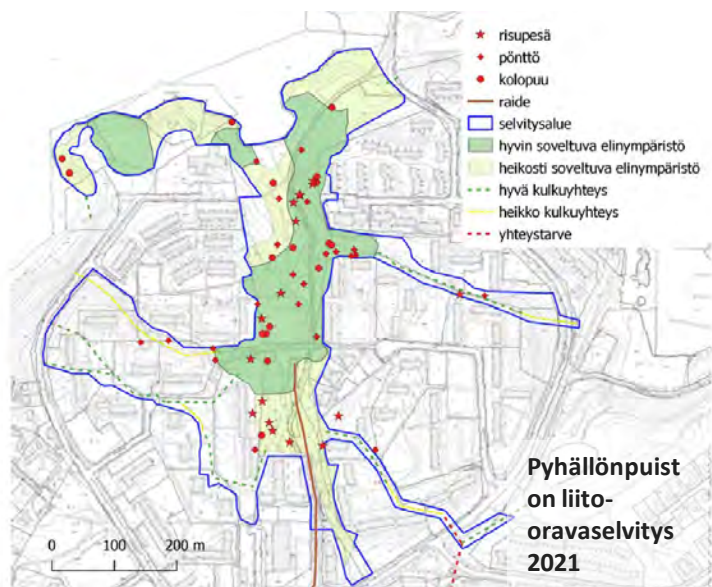 risupesä
pönttö
kolopuu
raide
selvitysalue
hyvin soveltuva elinympäristö
heikosti soveltuva elinympäristö
hyvä kulkuyhteys
heikko kulkuyhteys
yhteystarve
Pyhällönpuist
on liito-
oravaselvitys
2021
0 100 200 m